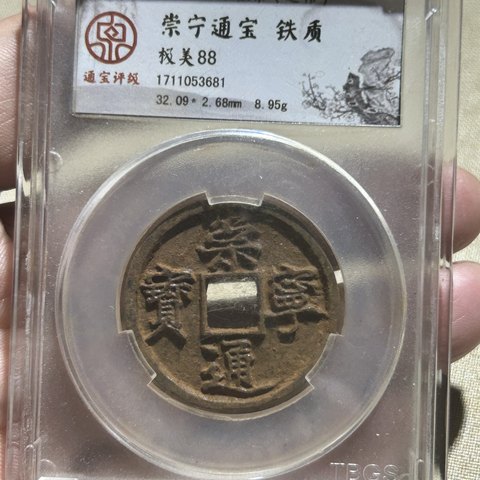 崇宁通宝 铁质
极美88
通宝评级
1711053681
32.09*2.68mm 8.95g
崇
寶 寧
通
TBGS